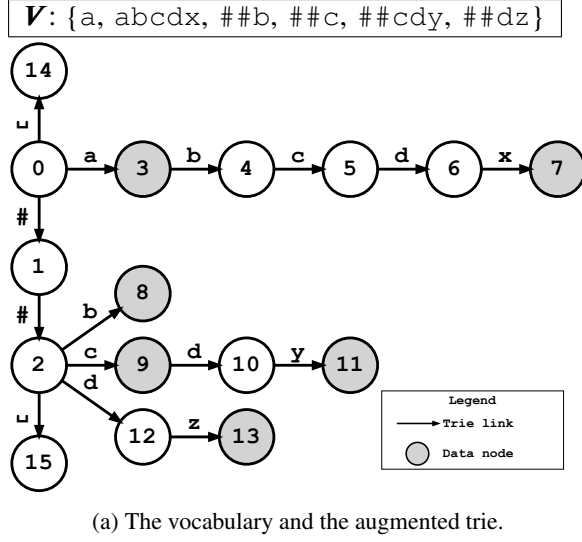 V: {a, abcdx, ##b, ##c, ##cdy, ##dz}
14
␣
0 a 3 b 4 c 5 d 6 x 7
#
1
#
8
b
2 c 9 d 10 y 11
d
␣
12 z 13
15
Legend
Trie link
Data node
(a) The vocabulary and the augmented trie.